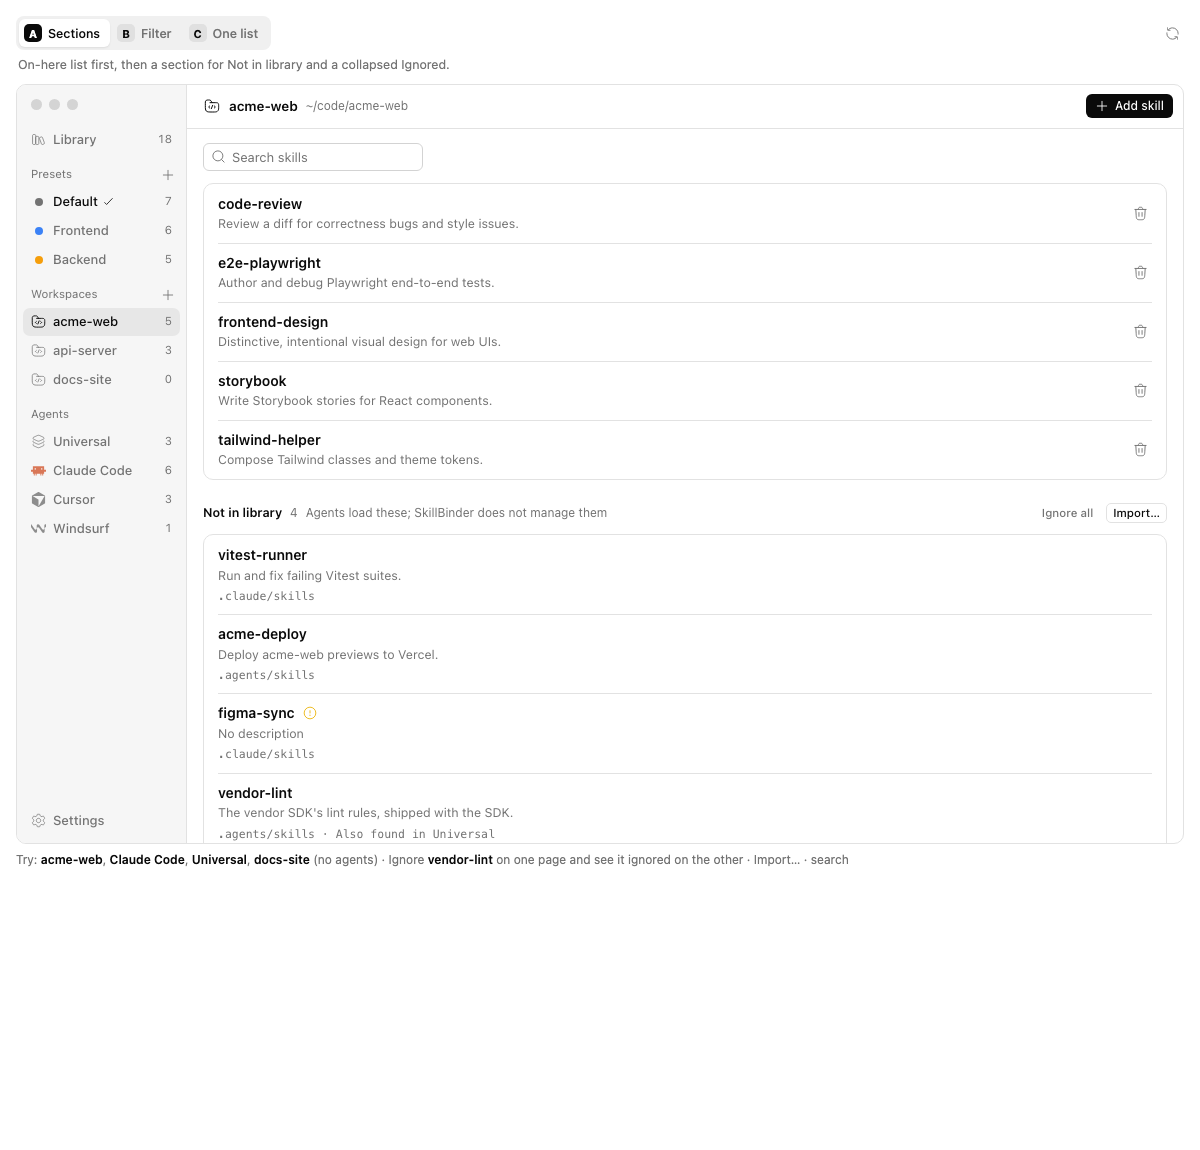 A Sections B Filter C One list
On-here list first, then a section for Not in library and a collapsed Ignored.
Library 18
Presets
Default 7
Frontend 6
Backend 5
Workspaces
acme-web 5
api-server 3
docs-site 0
Agents
Universal 3
Claude Code 6
Cursor 3
Windsurf 1
Settings
acme-web ~/code/acme-web
Add skill
Search skills
code-review
Review a diff for correctness bugs and style issues.
e2e-playwright
Author and debug Playwright end-to-end tests.
frontend-design
Distinctive, intentional visual design for web UIs.
storybook
Write Storybook stories for React components.
tailwind-helper
Compose Tailwind classes and theme tokens.
Not in library 4 Agents load these; SkillBinder does not manage them
Ignore all Import...
vitest-runner
Run and fix failing Vitest suites.
.claude/skills
acme-deploy
Deploy acme-web previews to Vercel.
.agents/skills
figma-sync
No description
.claude/skills
vendor-lint
The vendor SDK's lint rules, shipped with the SDK.
.agents/skills · Also found in Universal
Try: acme-web, Claude Code, Universal, docs-site (no agents) · Ignore vendor-lint on one page and see it ignored on the other · Import... · search